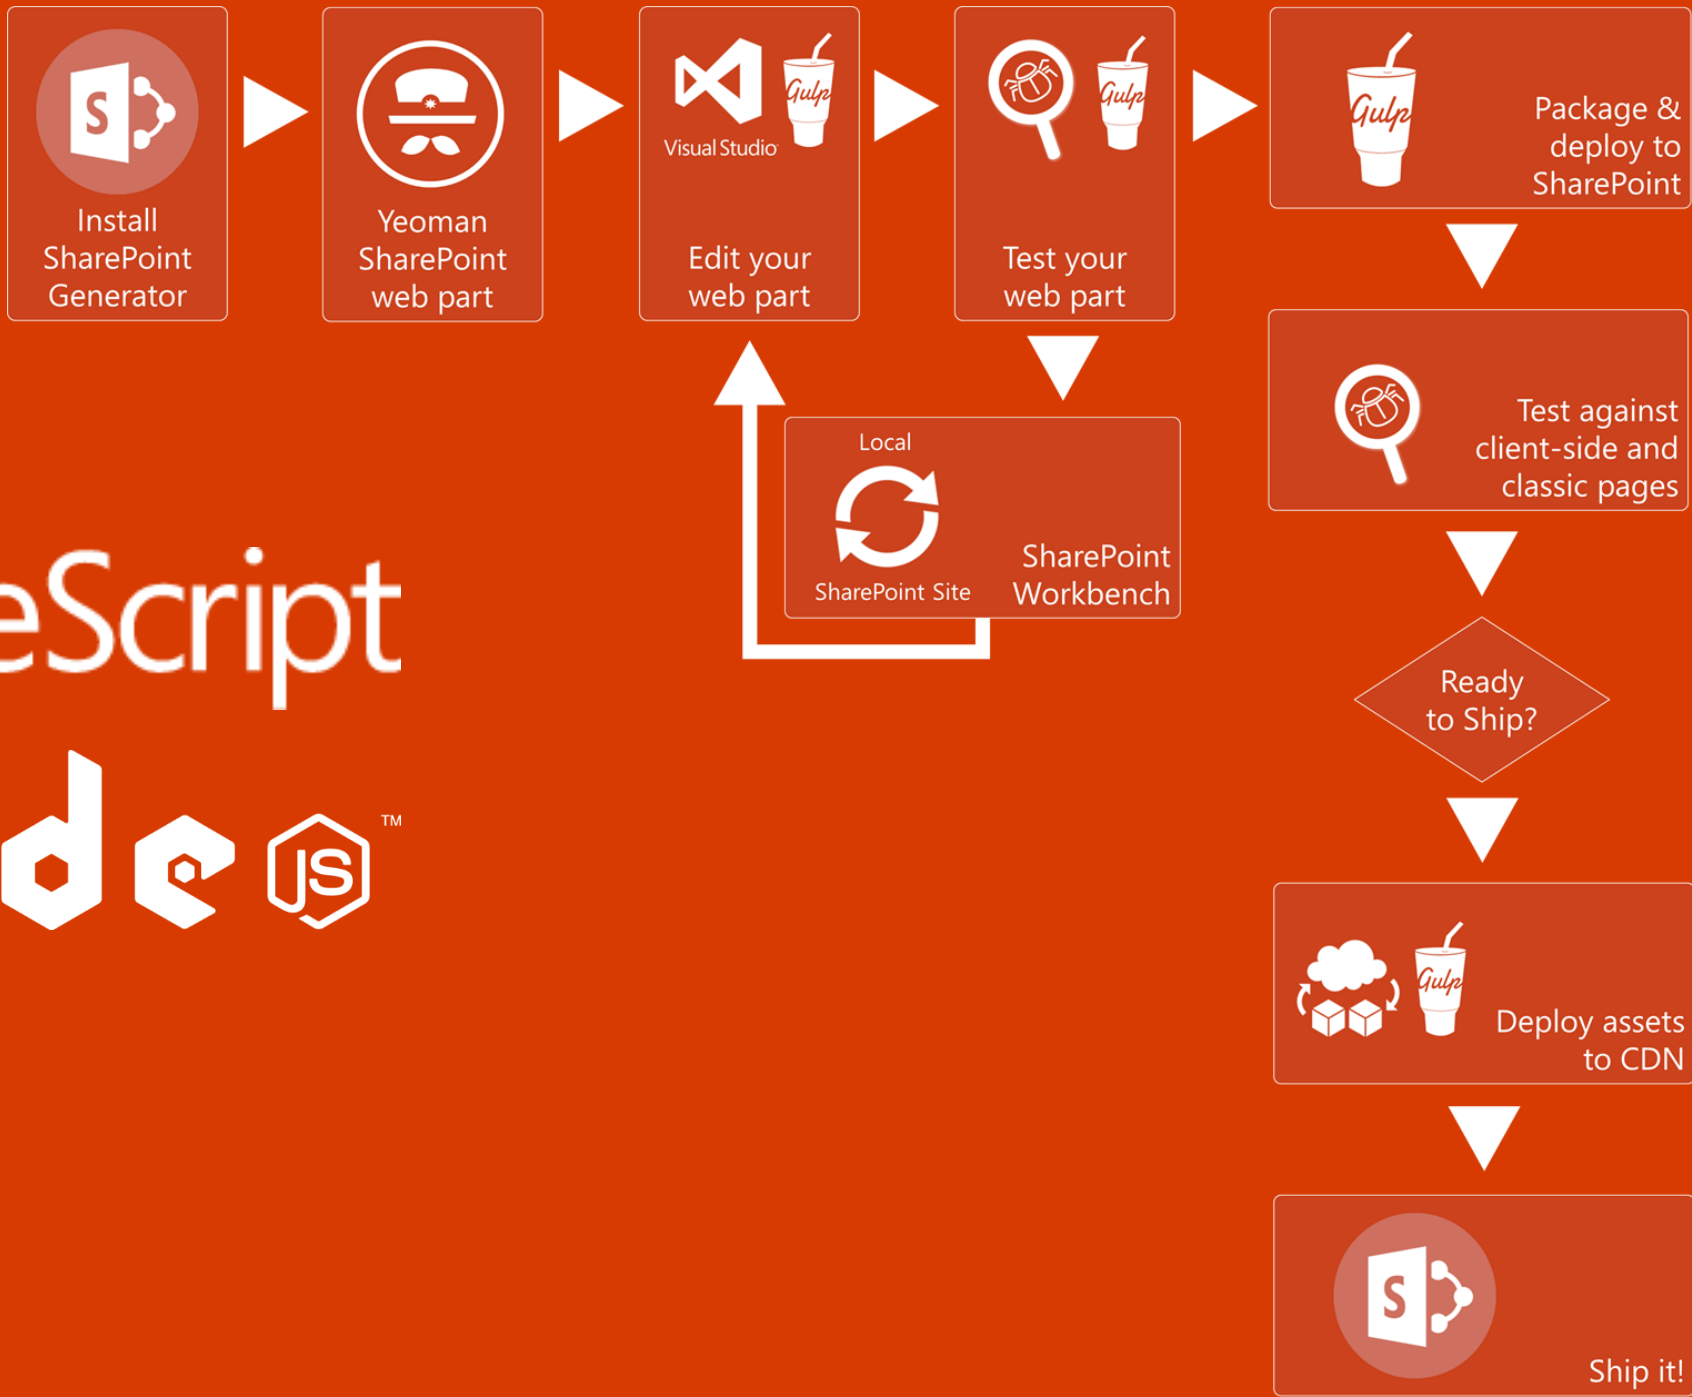 S
Install
SharePoint
Generator
Yeoman
SharePoint
web part
Visual Studio
Gulp
Edit your
web part
Gulp
Test your
web part
Gulp
Package &
deploy to
SharePoint
Local
SharePoint Site
SharePoint
Workbench
Test against
client-side and
classic pages
eScript
Ready
to Ship?
de JS ™
Gulp
Deploy assets
to CDN
S
Ship it!